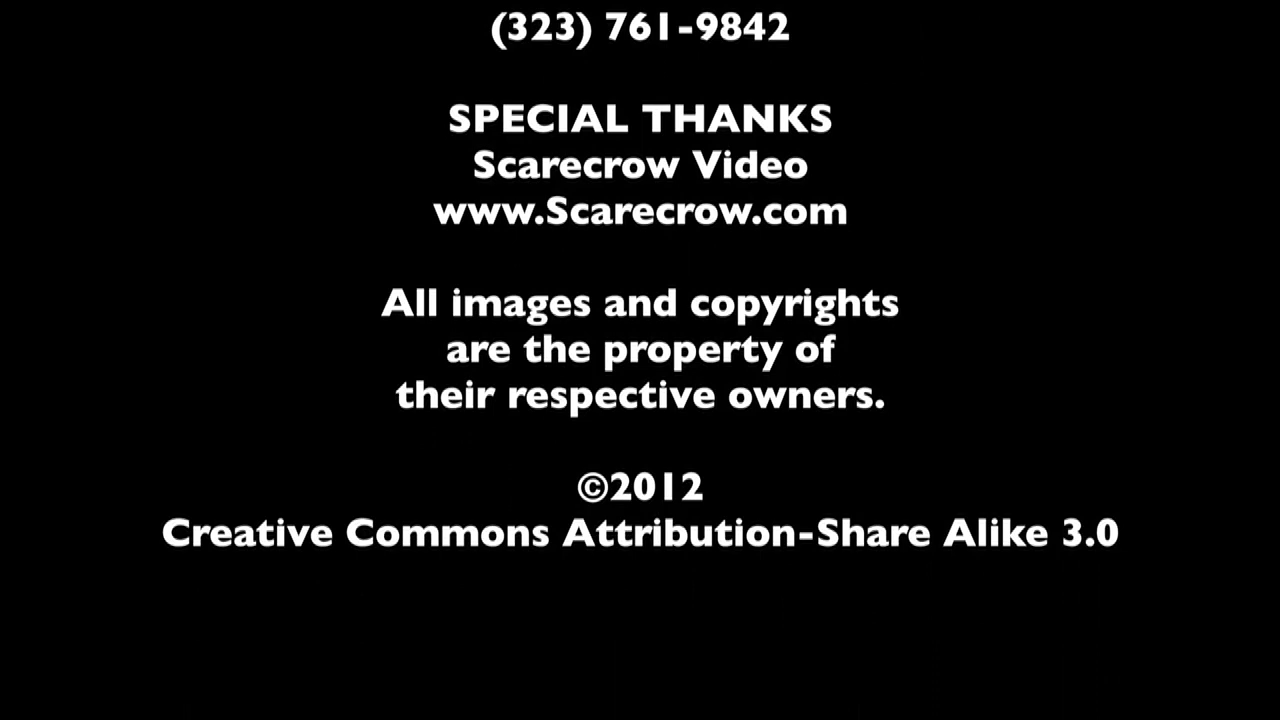 (323) 761-9842
SPECIAL THANKS
Scarecrow Video
www.Scarecrow.com
All images and copyrights
are the property of
their respective owners.
©2012
Creative Commons Attribution-Share Alike 3.0